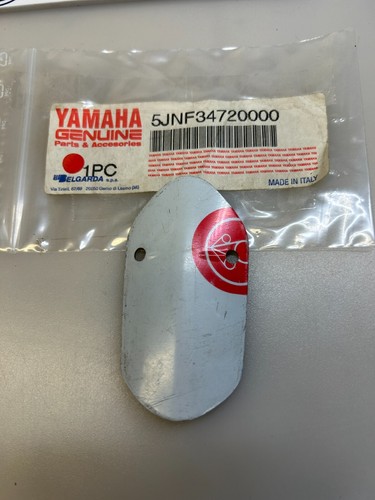 YAMAHA
GENUINE
Parts & Accessories
5JNF34720000
1PC
BELGARDA S.p.A.
MADE IN ITALY